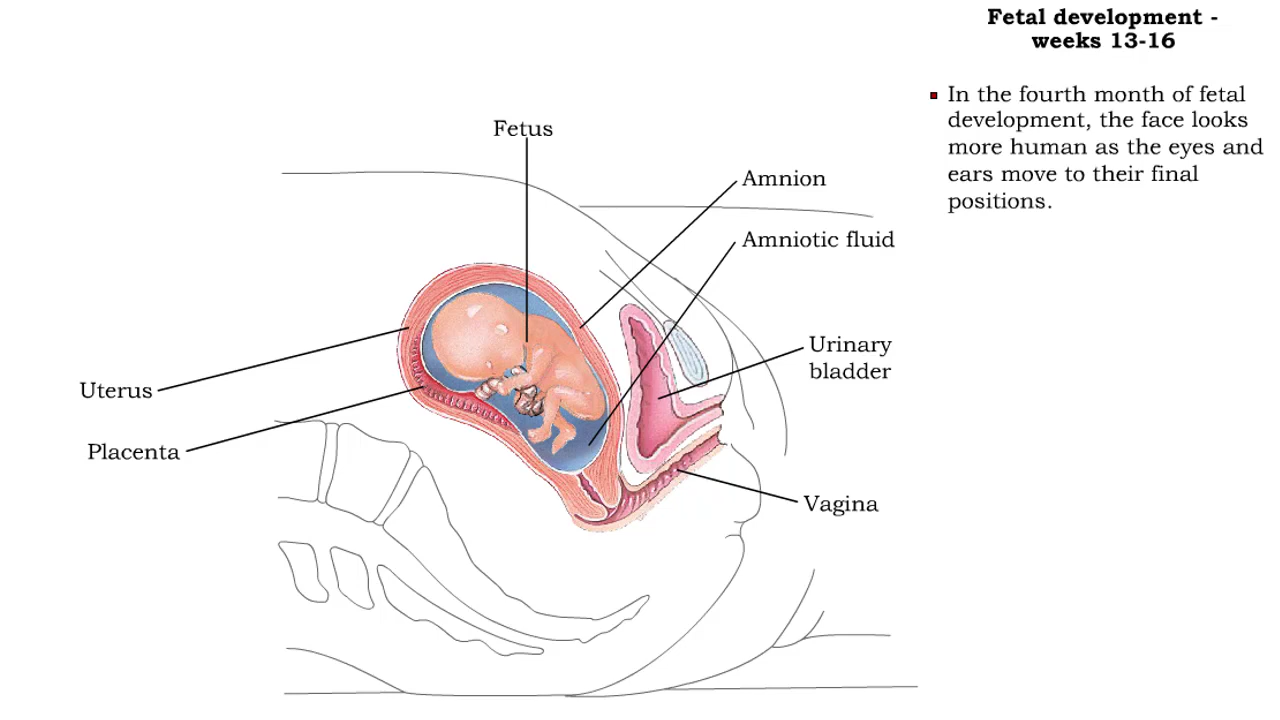 Fetal development -
weeks 13-16
In the fourth month of fetal
development, the face looks
more human as the eyes and
ears move to their final
positions.
Fetus
Amnion
Amniotic fluid
Urinary
bladder
Uterus
Placenta
Vagina